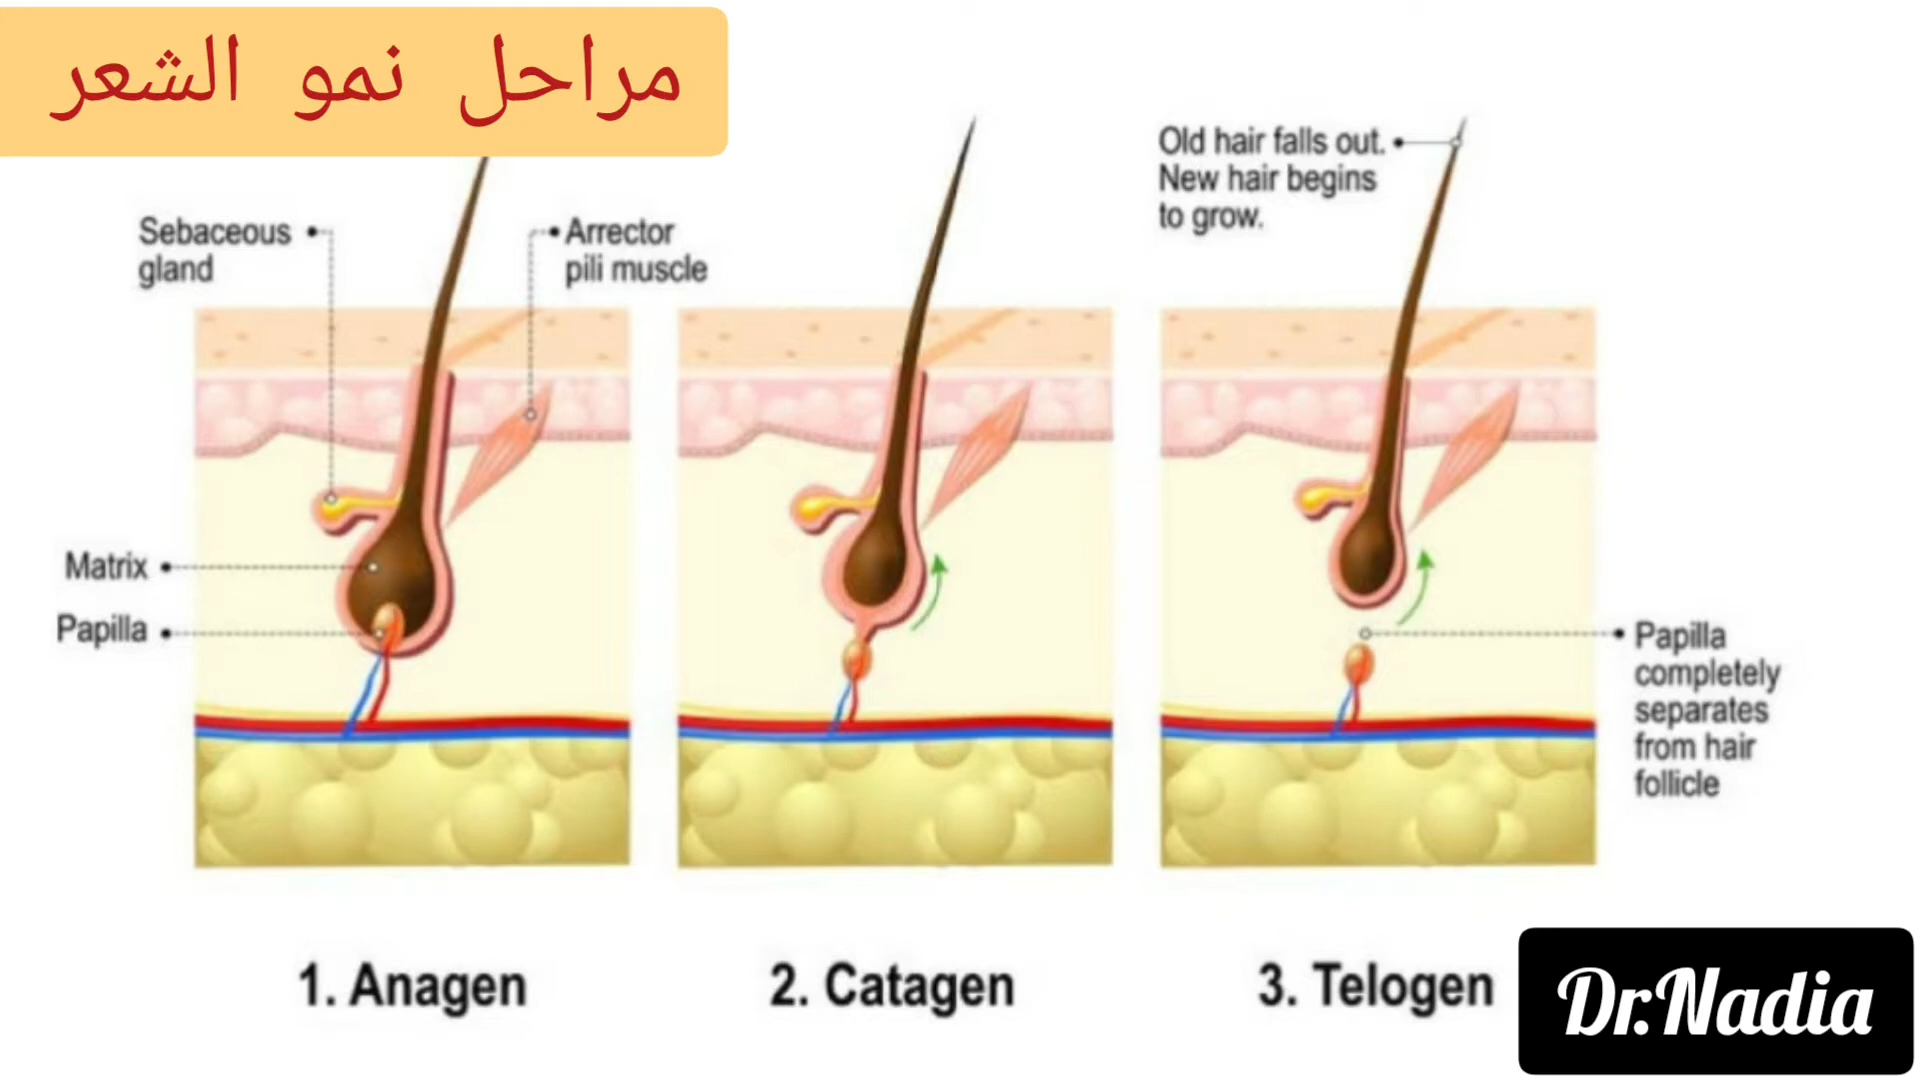 مراحل نمو الشعر
Sebaceous
gland
Arrector
pili muscle
Matrix
Papilla
Old hair falls out.
New hair begins
to grow.
Papilla
completely
separates
from hair
follicle
1. Anagen
2. Catagen
3. Telogen
Dr.Nadia